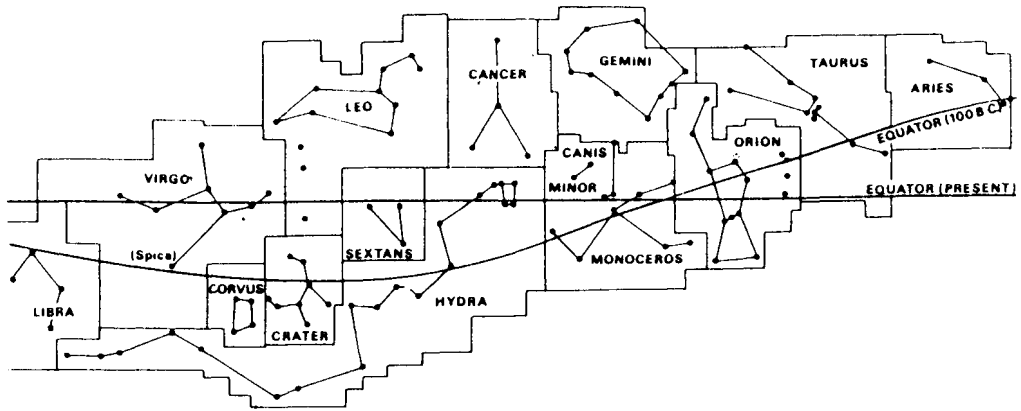 TAURUS
GEMINI
CANCER
ARIES
LEO
EQUATOR (100 B C)
ORION
CANIS
MINOR
VIRGO
EQUATOR (PRESENT)
(Spica)
SEXTANS
MONOCEROS
CORVUS
HYDRA
LIBRA
CRATER